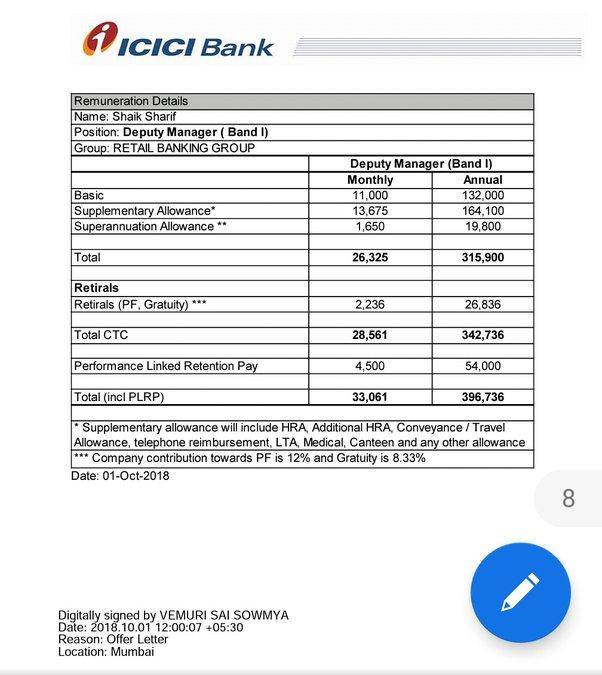 ICICI Bank
Remuneration Details
Name: Shaik Sharif
Position: Deputy Manager ( Band I)
Group: RETAIL BANKING GROUP
Deputy Manager (Band I)
Monthly Annual
Basic 11,000 132,000
Supplementary Allowance* 13,675 164,100
Superannuation Allowance ** 1,650 19,800
Total 26,325 315,900
Retirals
Retirals (PF, Gratuity) *** 2,236 26,836
Total CTC 28,561 342,736
Performance Linked Retention Pay 4,500 54,000
Total (incl PLRP) 33,061 396,736
* Supplementary allowance will include HRA, Additional HRA, Conveyance / Travel
Allowance, telephone reimbursement, LTA, Medical, Canteen and any other allowance
*** Company contribution towards PF is 12% and Gratuity is 8.33%
Date: 01-Oct-2018
8
Digitally signed by VEMURI SAI SOWMYA
Date: 2018.10.01 12:00:07 +05:30
Reason: Offer Letter
Location: Mumbai